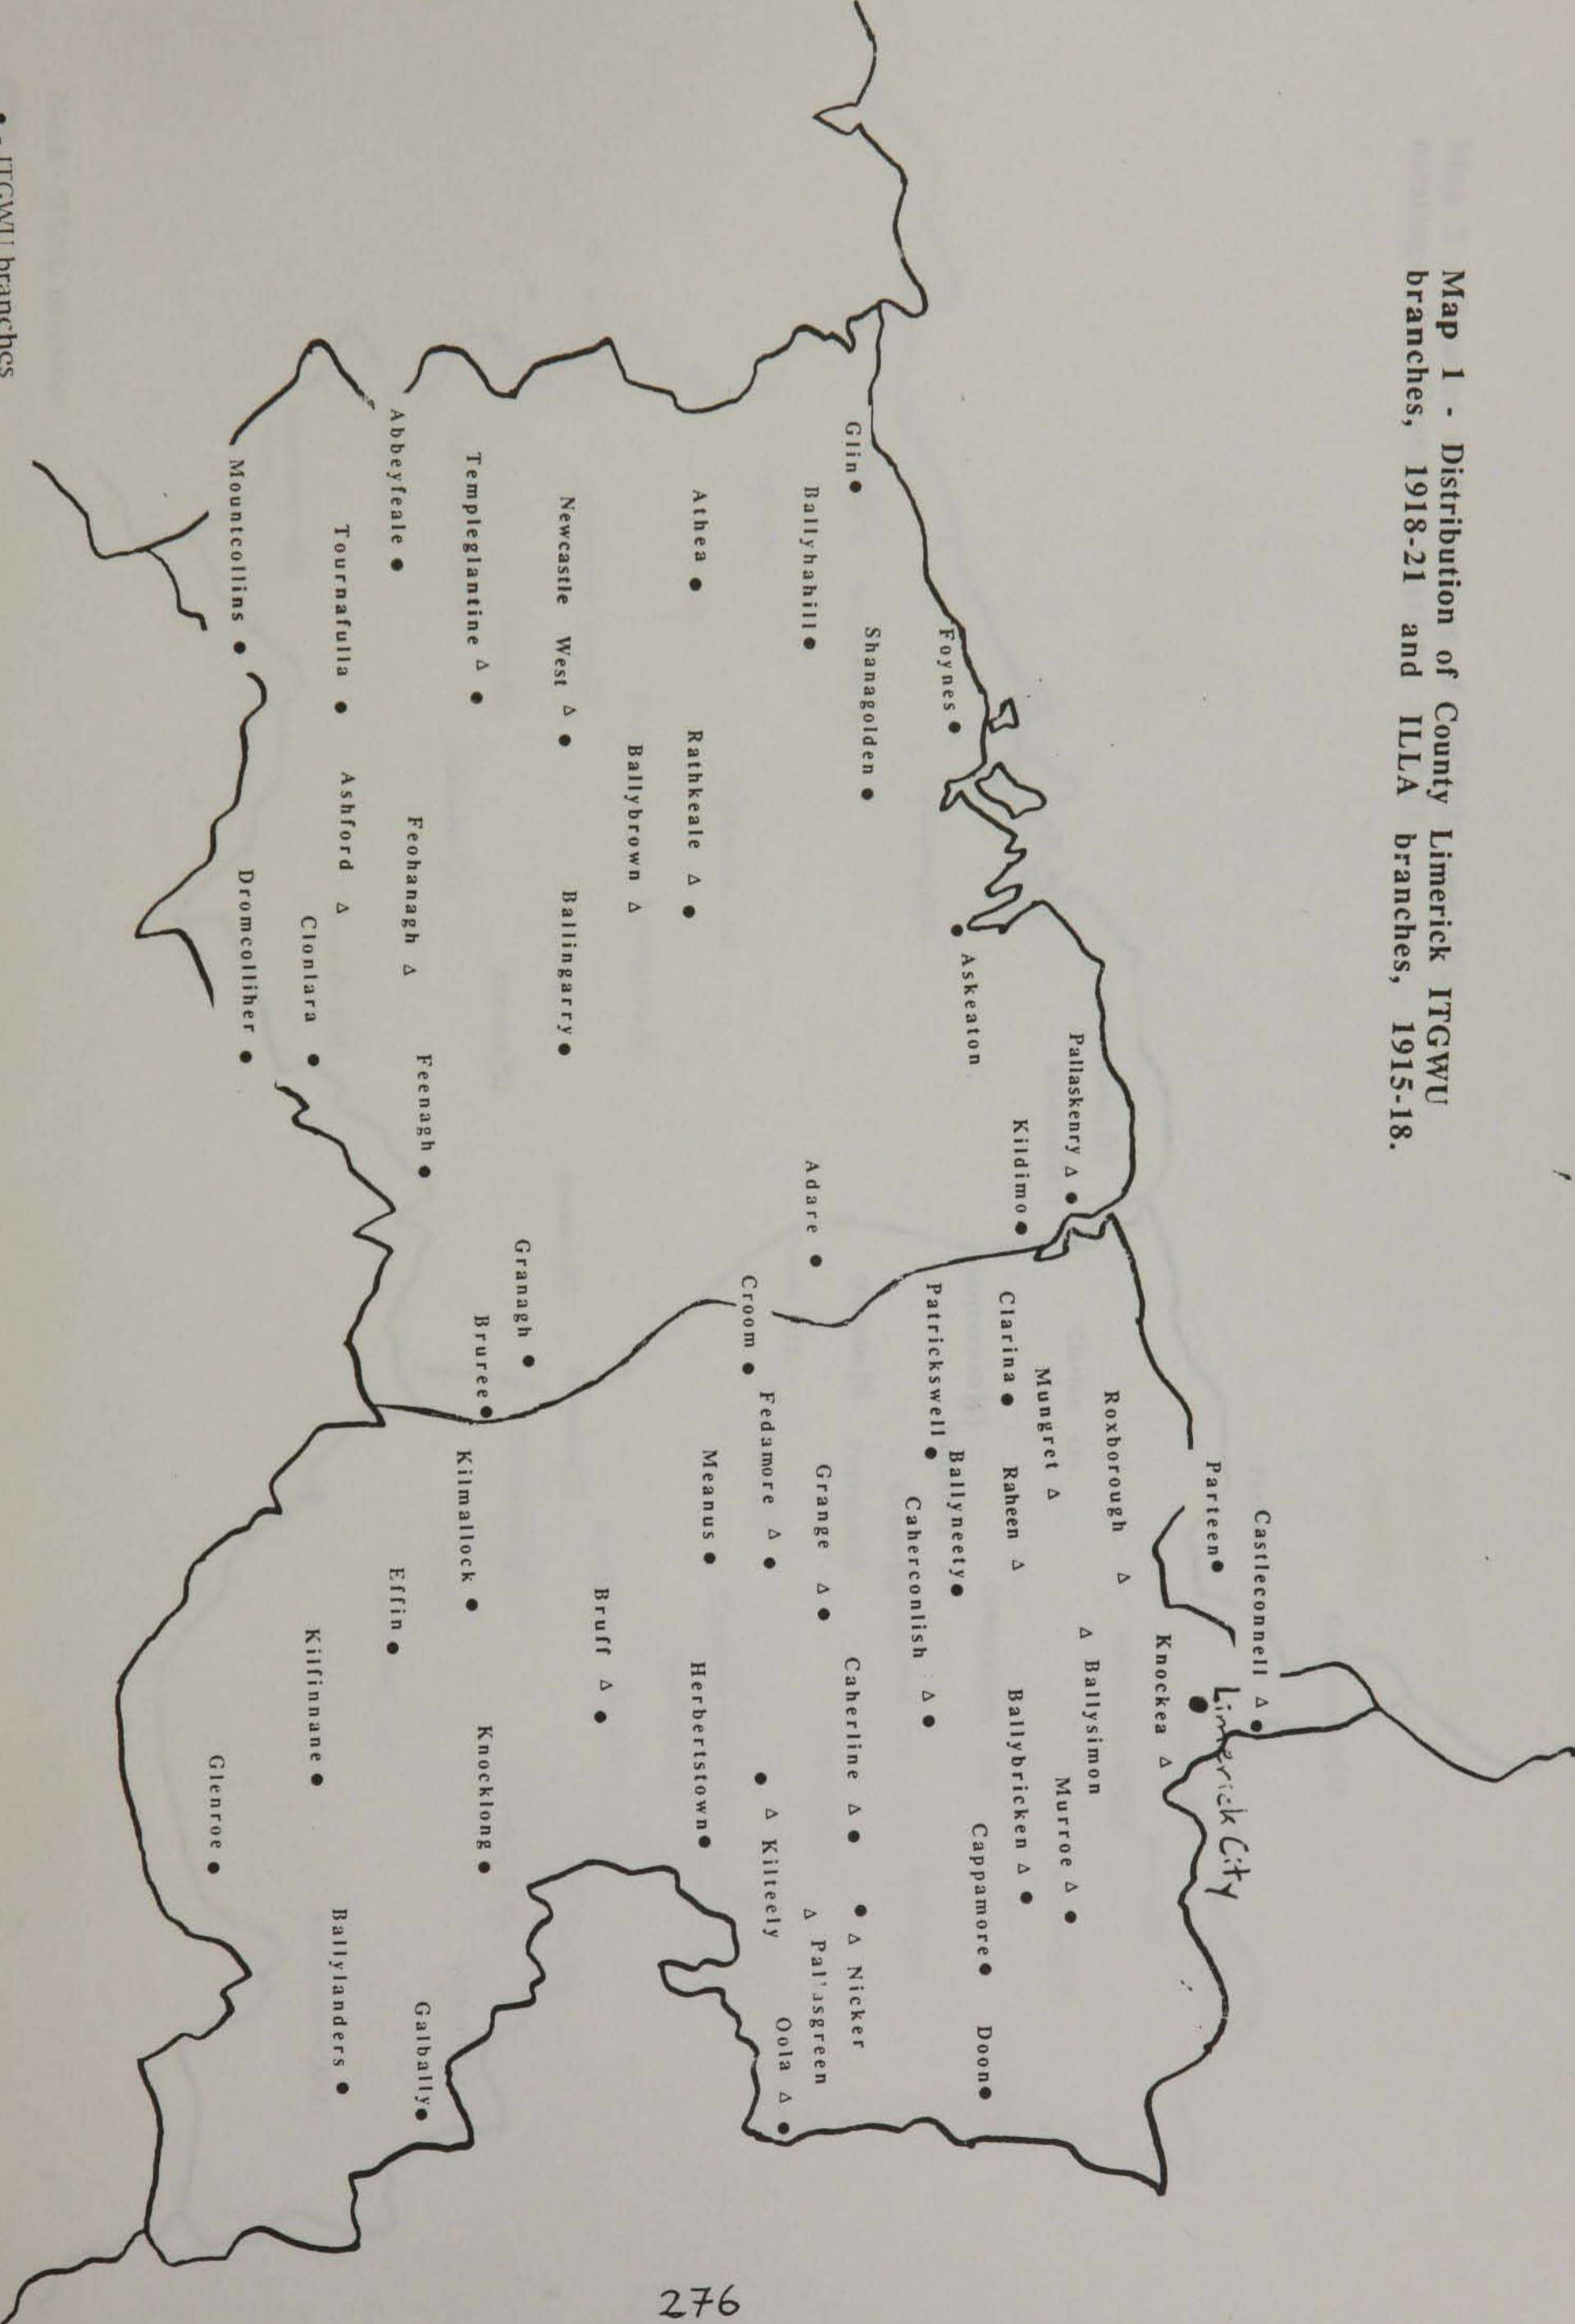 Map 1 - Distribution of County Limerick ITGWU
branches, 1918-21 and ILLA branches, 1915-18.
Castleconnell Δ ●
Parteen ●
Limerick City
Knockea Δ
Roxborough Δ
Δ Ballysimon
Pallaskenry Δ ●
Murroe Δ ●
Mungret Δ
Kildimo ●
Clarina ●
Raheen Δ
Ballybricken Δ ●
Foynes ●
● Askeaton
Patrickswell ●
Ballyneety ●
Cappamore ●
Doon ●
Caherconlish Δ ●
Glin ●
Shanagolden ●
Caherline Δ ●
● Δ Nicker
Ballyhahill ●
Adare ●
Grange Δ ●
Δ Pallasgreen
Croom ●
Fedamore Δ ●
● Δ Kilteely
Oola Δ ●
Athea ●
Rathkeale Δ ●
Meanus ●
Herbertstown ●
Ballybrown Δ
Newcastle West Δ ●
Ballingarry ●
Bruff Δ ●
Granagh ●
Templeglantine Δ ●
Bruree ●
Kilmallock ●
Knocklong ●
Abbeyfeale ●
Feohanagh Δ
Feenagh ●
Effin ●
Galbally ●
Tournafulla ●
Ashford Δ
Clonlara ●
Kilfinnane ●
Ballylanders ●
Mountcollins ●
Dromcolliher ●
Glenroe ●
● - ITGWU branches
276